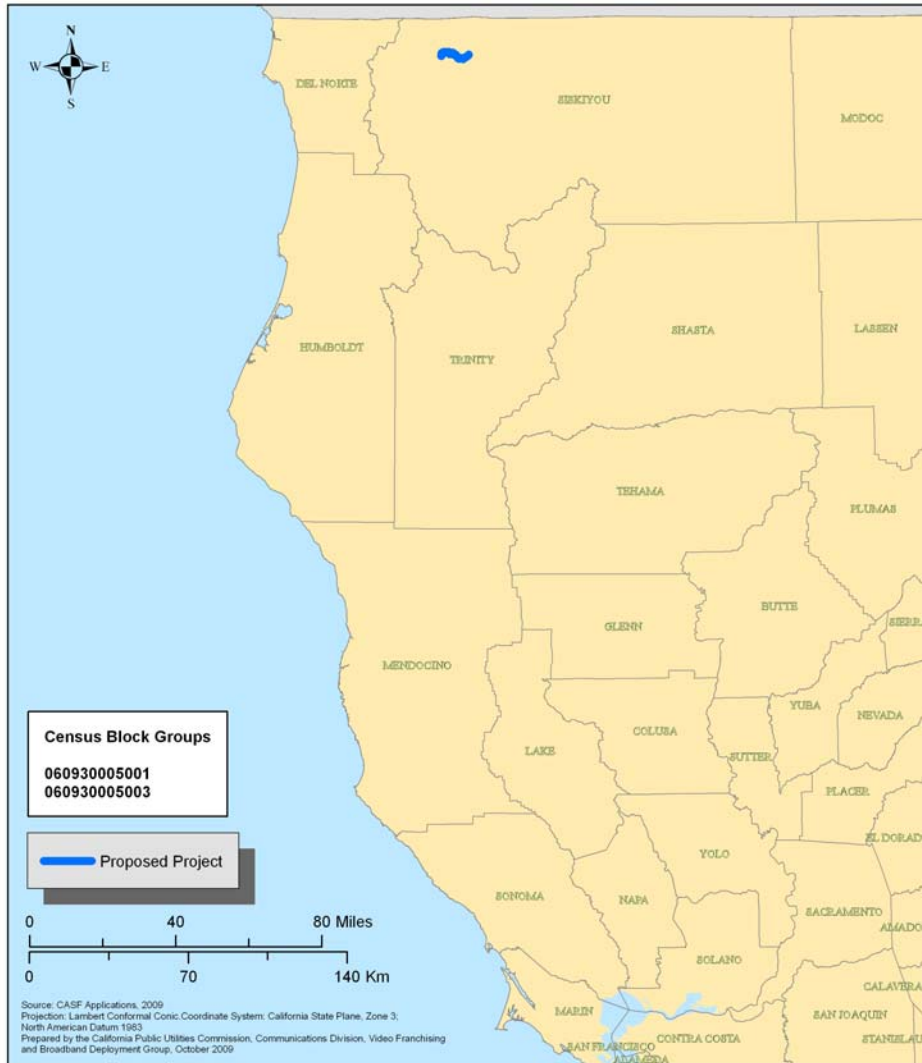 N
W E
S
DEL NORTE
SISKIYOU
MODOC
HUMBOLDT
TRINITY
SHASTA
LASSEN
TEHAMA
PLUMAS
BUTTE
GLENN
SIERR
MENDOCINO
YUBA
NEVADA
LAKE
COLUSA
SUTTER
PLACER
EL DORAD
YOLO
SONOMA
NAPA
SACRAMENTO
AMADO
SOLANO
CALAVERA
MARIN
SAN JOAQUIN
CONTRA COSTA
STANISLA
SAN FRANCISCO
ALAMEDA
Census Block Groups
060930005001
060930005003
Proposed Project
0 40 80 Miles
0 70 140 Km
Source: CASF Applications, 2009
Projection: Lambert Conformal Conic.Coordinate System: California State Plane, Zone 3;
North American Datum 1983
Prepared by the California Public Utilities Commission, Communications Division, Video Franchising
and Broadband Deployment Group, October 2009